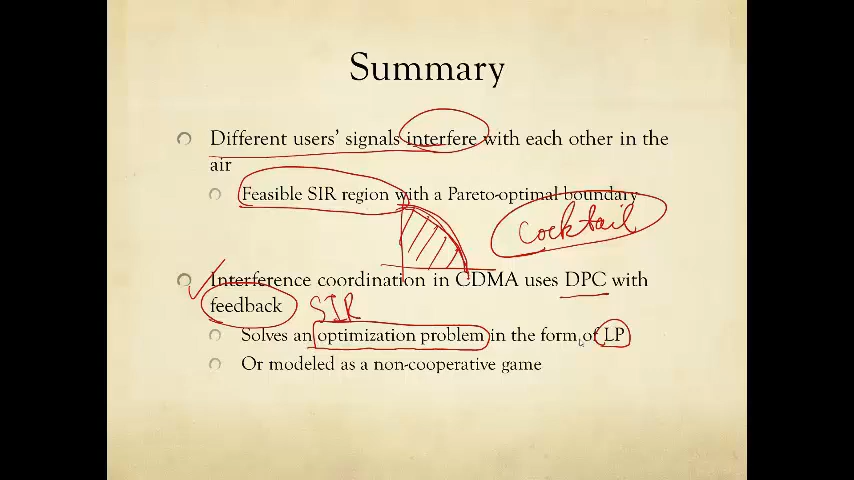 Summary
Different users' signals interfere with each other in the
air
Feasible SIR region with a Pareto-optimal boundary
cocktail
Interference coordination in CDMA uses DPC with
feedback SIR
Solves an optimization problem in the form of LP
Or modeled as a non-cooperative game